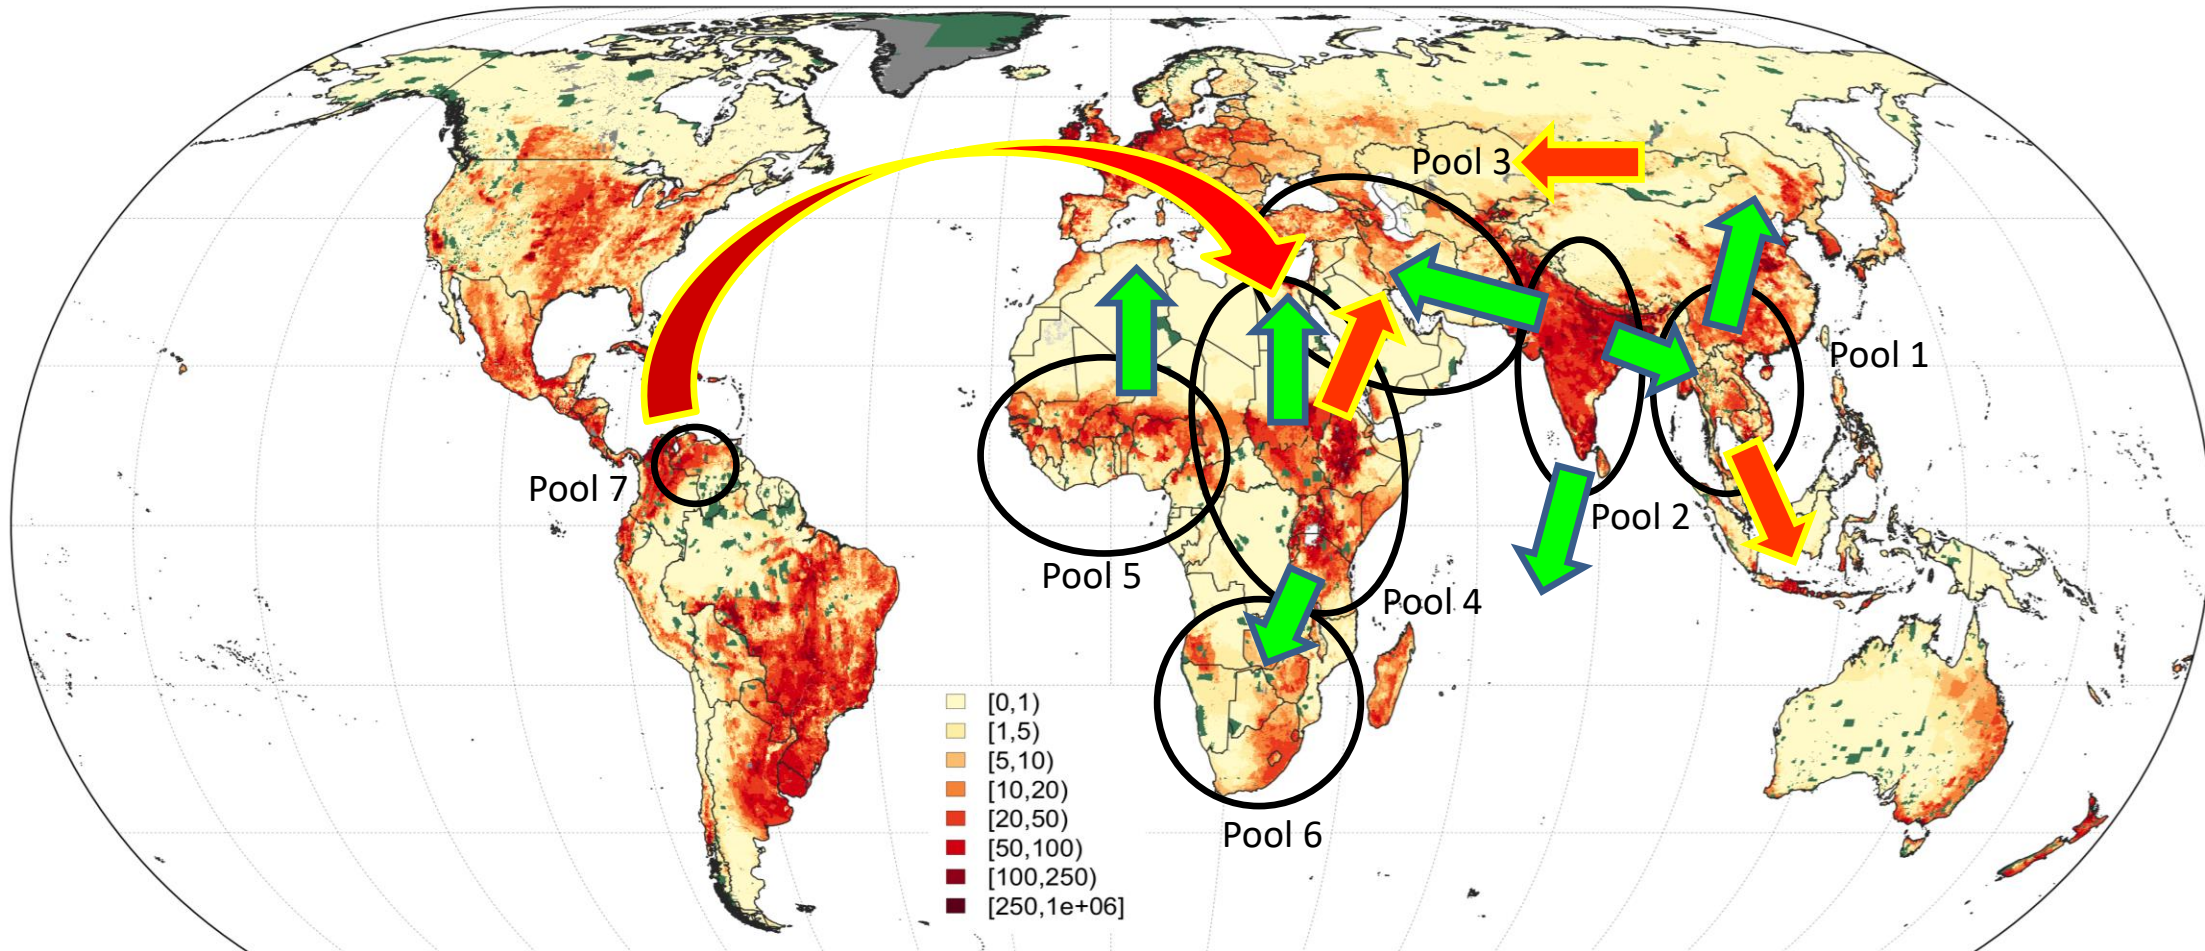 Pool 3
Pool 1
Pool 7
Pool 2
Pool 5
Pool 4
[0,1)
[1,5)
[5,10)
[10,20)
[20,50)
[50,100)
[100,250)
[250,1e+06]
Pool 6